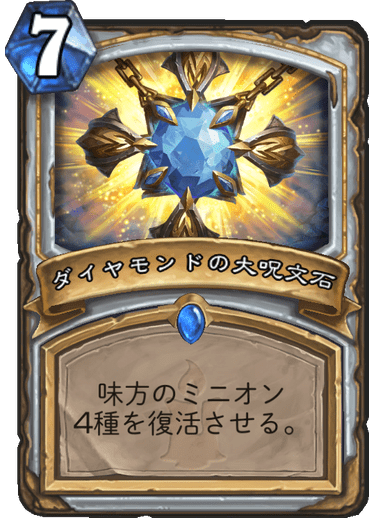 7
ダイヤモンドの大呪文石
味方のミニオン
4種を復活させる。